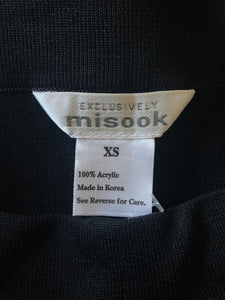 EXCLUSIVELY
misook
XS
100% Acrylic
Made in Korea
See Reverse for Care.